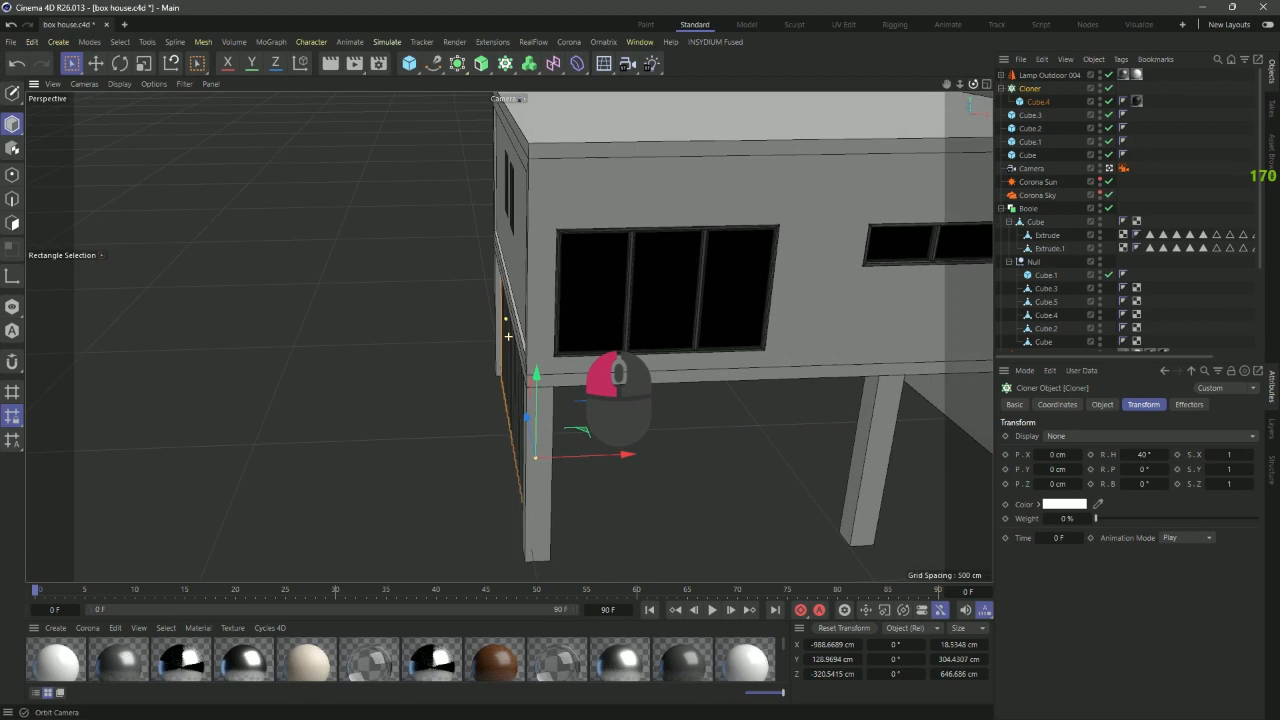 Cinema 4D R26.013 - [box house.c4d *] - Main
box house.c4d *
Paint Standard Model Sculpt UV Edit Rigging Animate Track Script Nodes Visualize New Layouts
File Edit Create Modes Select Tools Spline Mesh Volume MoGraph Character Animate Simulate Tracker Render Extensions RealFlow Corona Ornatrix Window Help INSYDIUM Fused
File Edit View Object Tags Bookmarks
X Y Z
View Cameras Display Options Filter Panel
Perspective
Camera
Rectangle Selection
Grid Spacing : 500 cm
Lamp Outdoor 004
Cloner
Cube.4
Cube.3
Cube.2
Cube.1
Cube
Camera
Corona Sun
Corona Sky
Boole
Cube
Extrude
Extrude.1
Null
Cube.1
Cube.3
Cube.5
Cube.4
Cube.2
Cube
170
Objects
Takes
Asset Browser
Attributes
Layers
Structure
Mode Edit User Data
Cloner Object [Cloner] Custom
Basic Coordinates Object Transform Effectors
Transform
Display None
P . X 0 cm R . H 40 ° S . X 1
P . Y 0 cm R . P 0 ° S . Y 1
P . Z 0 cm R . B 0 ° S . Z 1
Color
Weight 0 %
Time 0 F Animation Mode Play
0 5 10 15 20 25 30 35 40 45 50 55 60 65 70 75 80 85 90 0 F
0 F 0 F 90 F 90 F
Create Corona Edit View Select Material Texture Cycles 4D
Reset Transform Object (Rel) Size
X -988.6689 cm 0 ° 18.5348 cm
Y 128.9694 cm 0 ° 304.4307 cm
Z -320.5415 cm 0 ° 646.686 cm
Orbit Camera